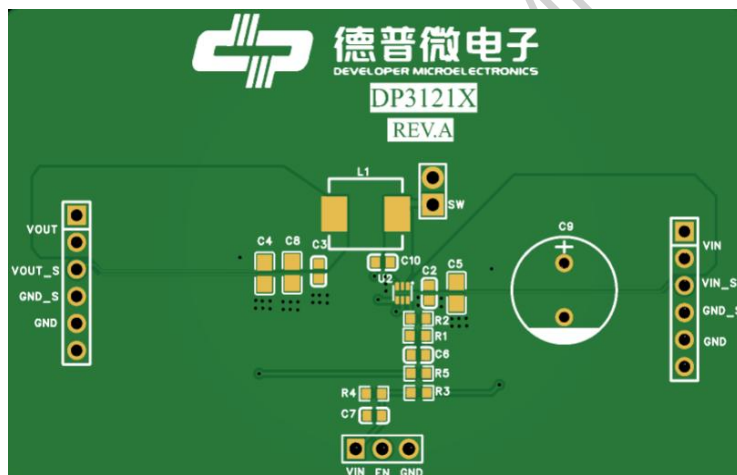 德普微电子
DEVELOPER MICROELECTRONICS
DP3121X
REV.A
L1
SW
VOUT
C4
C8
C3
C10
C9
VIN
VOUT_S
U2
C2
C5
VIN_S
GND_S
GND_S
GND
R2
R1
GND
C6
R5
R4
R3
C7
VIN EN GND